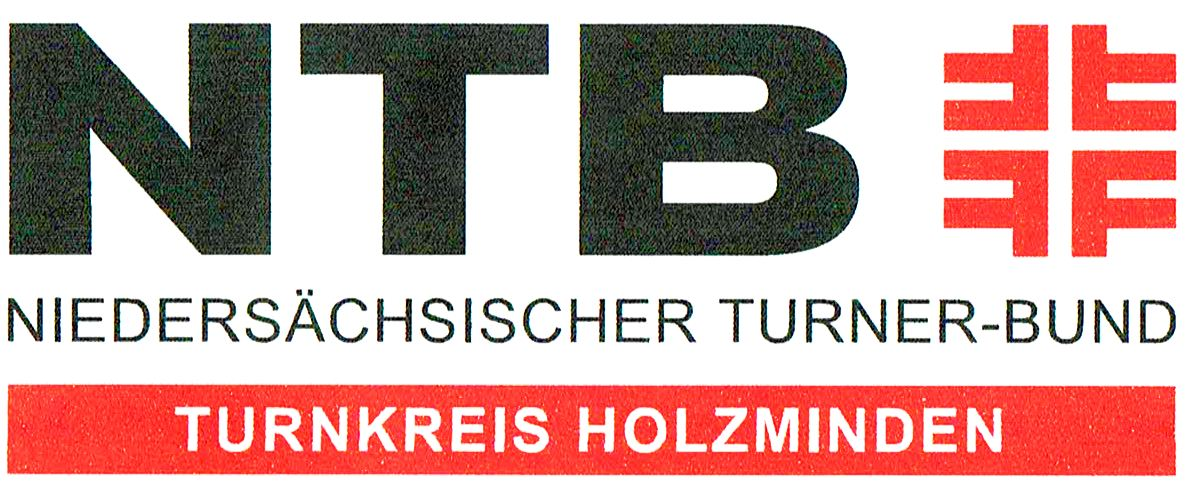 NTB
NIEDERSÄCHSISCHER TURNER-BUND
TURNKREIS HOLZMINDEN